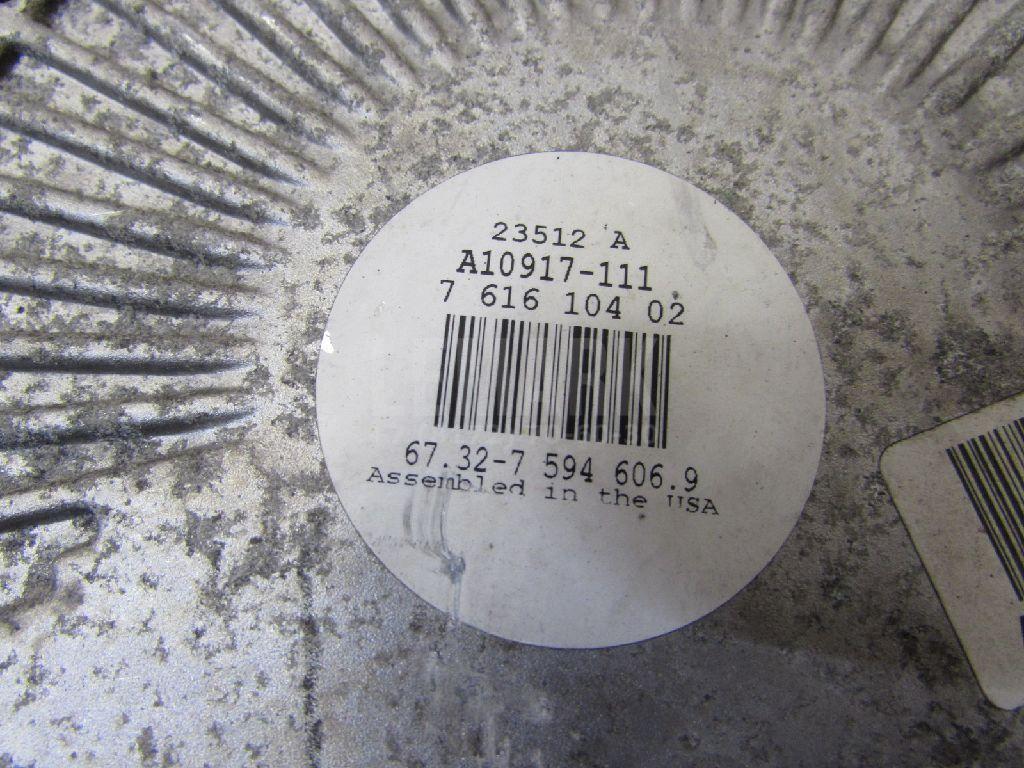 23512 A
A10917-111
7 616 104 02
67.32-7 594 606.9
Assembled in the USA